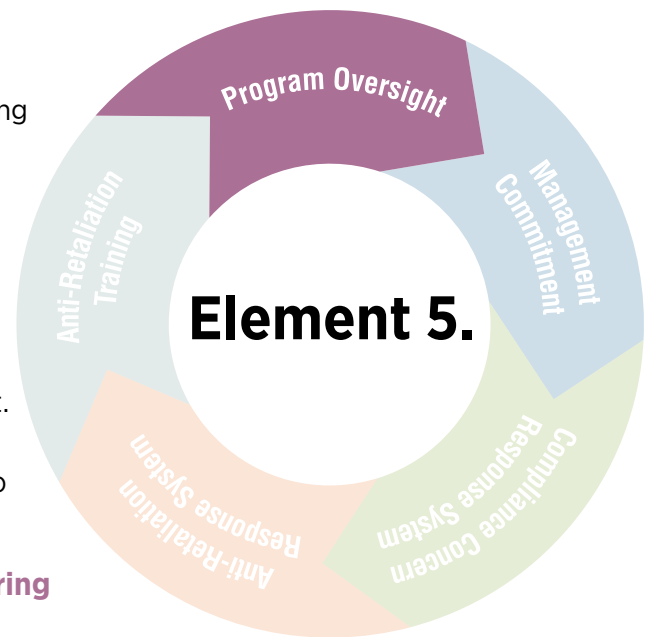 ng
Program Oversight
Management
Commitment
Anti-Retaliation
Training
Element 5.
t.
Compliance Concern
Response System
Anti-Retaliation
Response System
o
ring